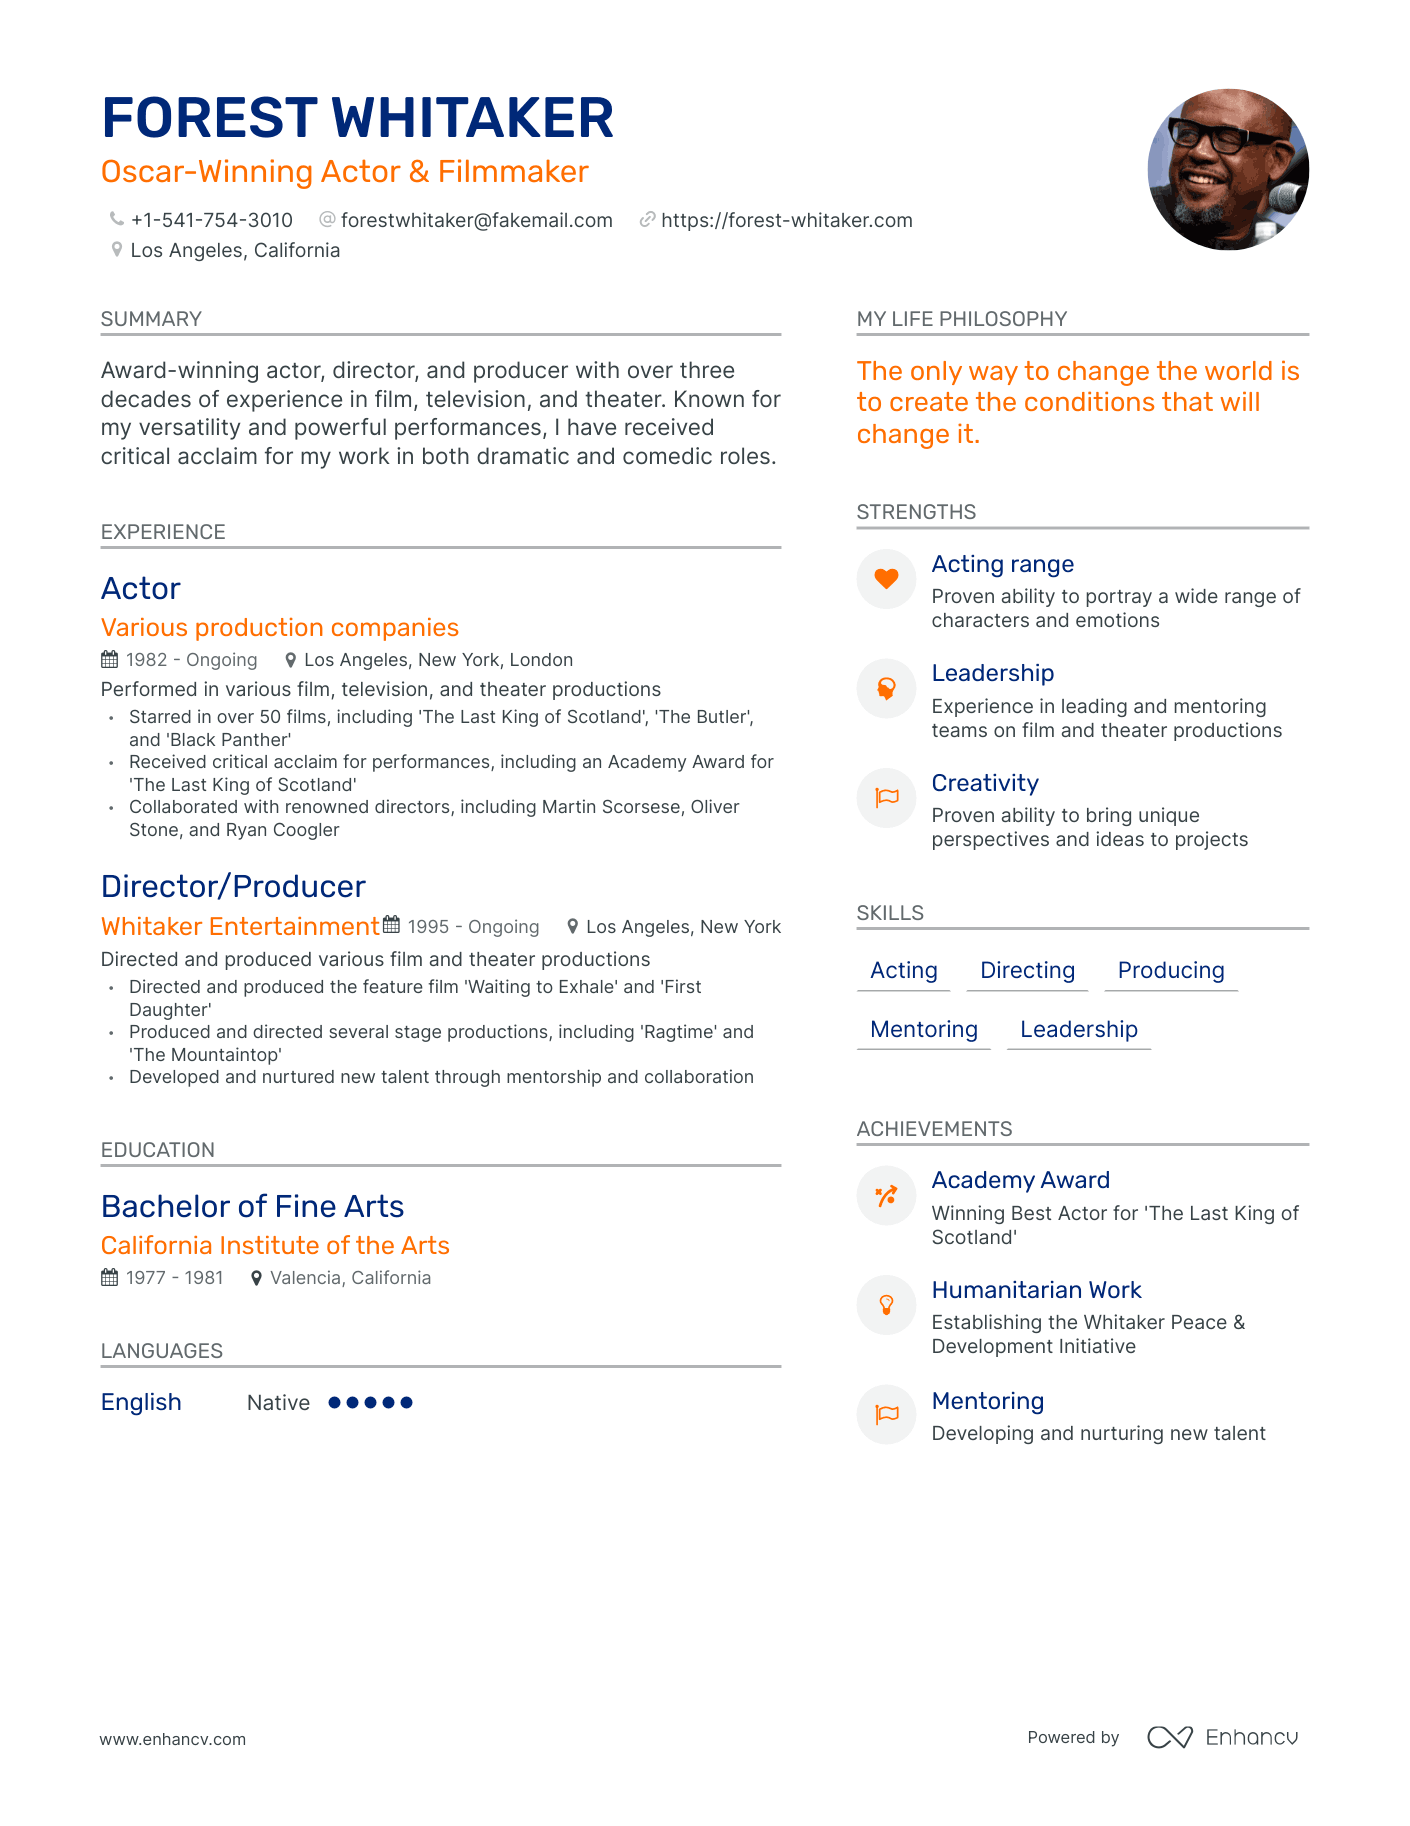 FOREST WHITAKER
Oscar-Winning Actor & Filmmaker
+1-541-754-3010 forestwhitaker@fakemail.com https://forest-whitaker.com
Los Angeles, California
SUMMARY
Award-winning actor, director, and producer with over three
decades of experience in film, television, and theater. Known for
my versatility and powerful performances, I have received
critical acclaim for my work in both dramatic and comedic roles.
EXPERIENCE
Actor
Various production companies
1982 - Ongoing Los Angeles, New York, London
Performed in various film, television, and theater productions
• Starred in over 50 films, including 'The Last King of Scotland', 'The Butler',
and 'Black Panther'
• Received critical acclaim for performances, including an Academy Award for
'The Last King of Scotland'
• Collaborated with renowned directors, including Martin Scorsese, Oliver
Stone, and Ryan Coogler
Director/Producer
Whitaker Entertainment 1995 - Ongoing Los Angeles, New York
Directed and produced various film and theater productions
• Directed and produced the feature film 'Waiting to Exhale' and 'First
Daughter'
• Produced and directed several stage productions, including 'Ragtime' and
'The Mountaintop'
• Developed and nurtured new talent through mentorship and collaboration
EDUCATION
Bachelor of Fine Arts
California Institute of the Arts
1977 - 1981 Valencia, California
LANGUAGES
English Native
MY LIFE PHILOSOPHY
The only way to change the world is
to create the conditions that will
change it.
STRENGTHS
Acting range
Proven ability to portray a wide range of
characters and emotions
Leadership
Experience in leading and mentoring
teams on film and theater productions
Creativity
Proven ability to bring unique
perspectives and ideas to projects
SKILLS
Acting Directing Producing
Mentoring Leadership
ACHIEVEMENTS
Academy Award
Winning Best Actor for 'The Last King of
Scotland'
Humanitarian Work
Establishing the Whitaker Peace &
Development Initiative
Mentoring
Developing and nurturing new talent
www.enhancv.com
Powered by Enhancv